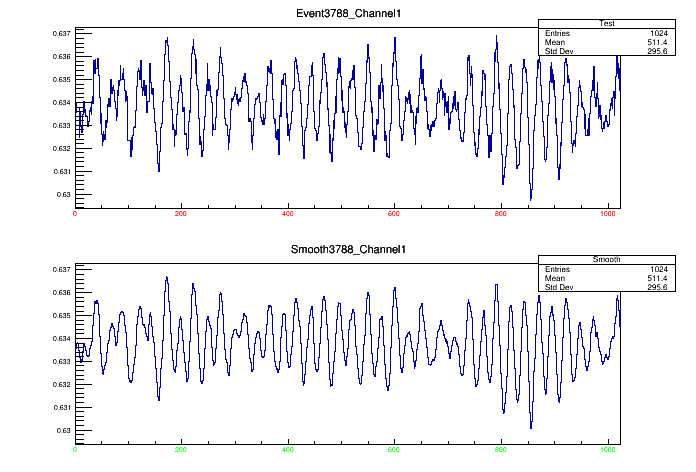 Event3788_Channel1
Test
Entries 1024
Mean 511.4
Std Dev 295.6
0.637
0.636
0.635
0.634
0.633
0.632
0.631
0.63
0 200 400 600 800 1000
Smooth3788_Channel1
Smooth
Entries 1024
Mean 511.4
Std Dev 295.6
0.637
0.636
0.635
0.634
0.633
0.632
0.631
0.63
0 200 400 600 800 1000